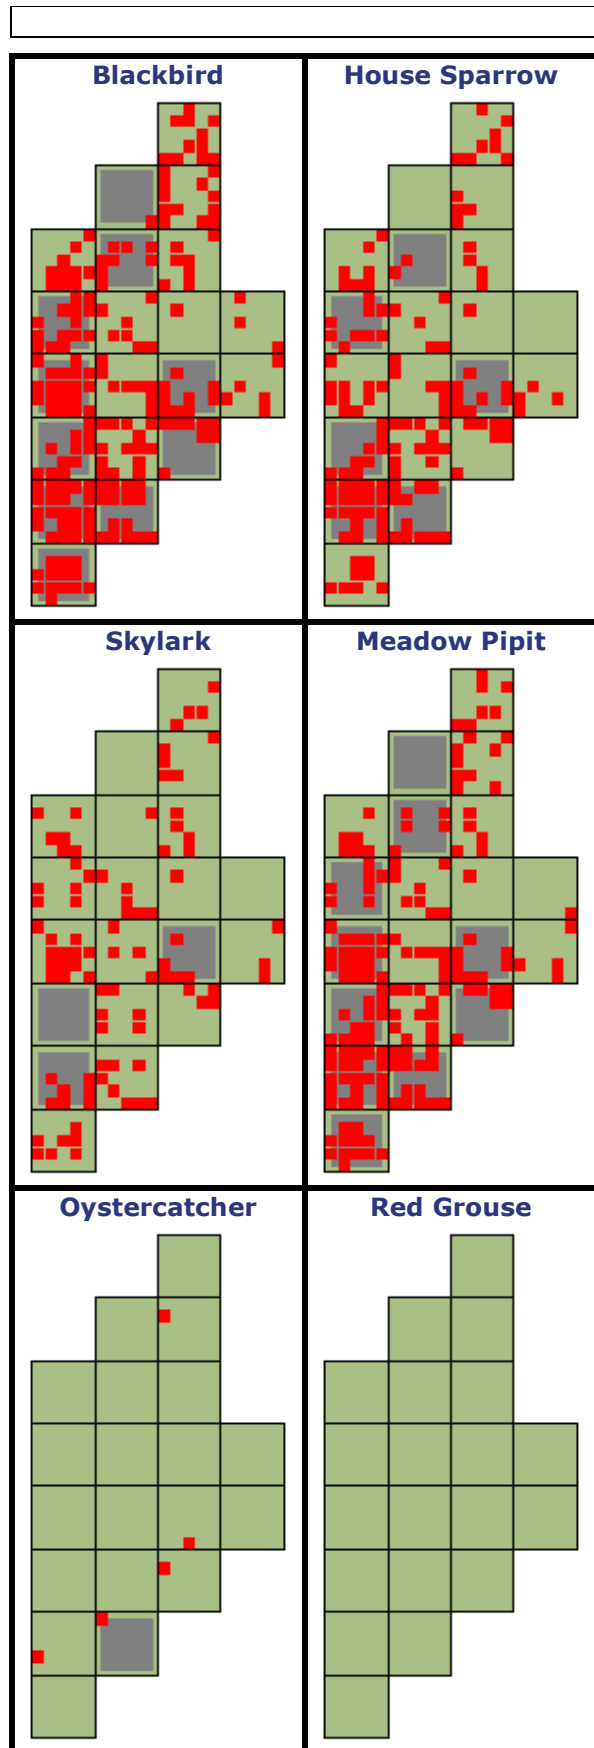 Blackbird
House Sparrow
Skylark
Meadow Pipit
Oystercatcher
Red Grouse